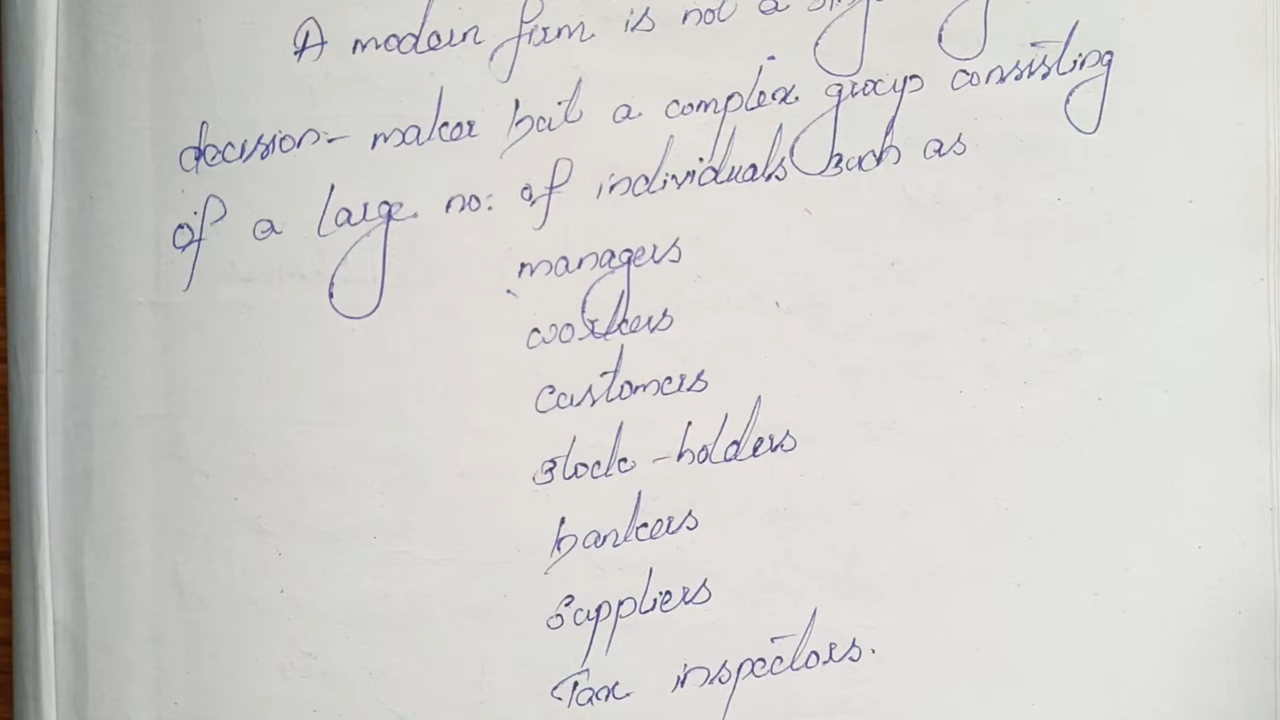 A modern firm is not a
decision-maker but a complex group consisting
of a large no: of individuals such as
managers
workers
customers
stock-holders
bankers
suppliers
Tax inspectors.